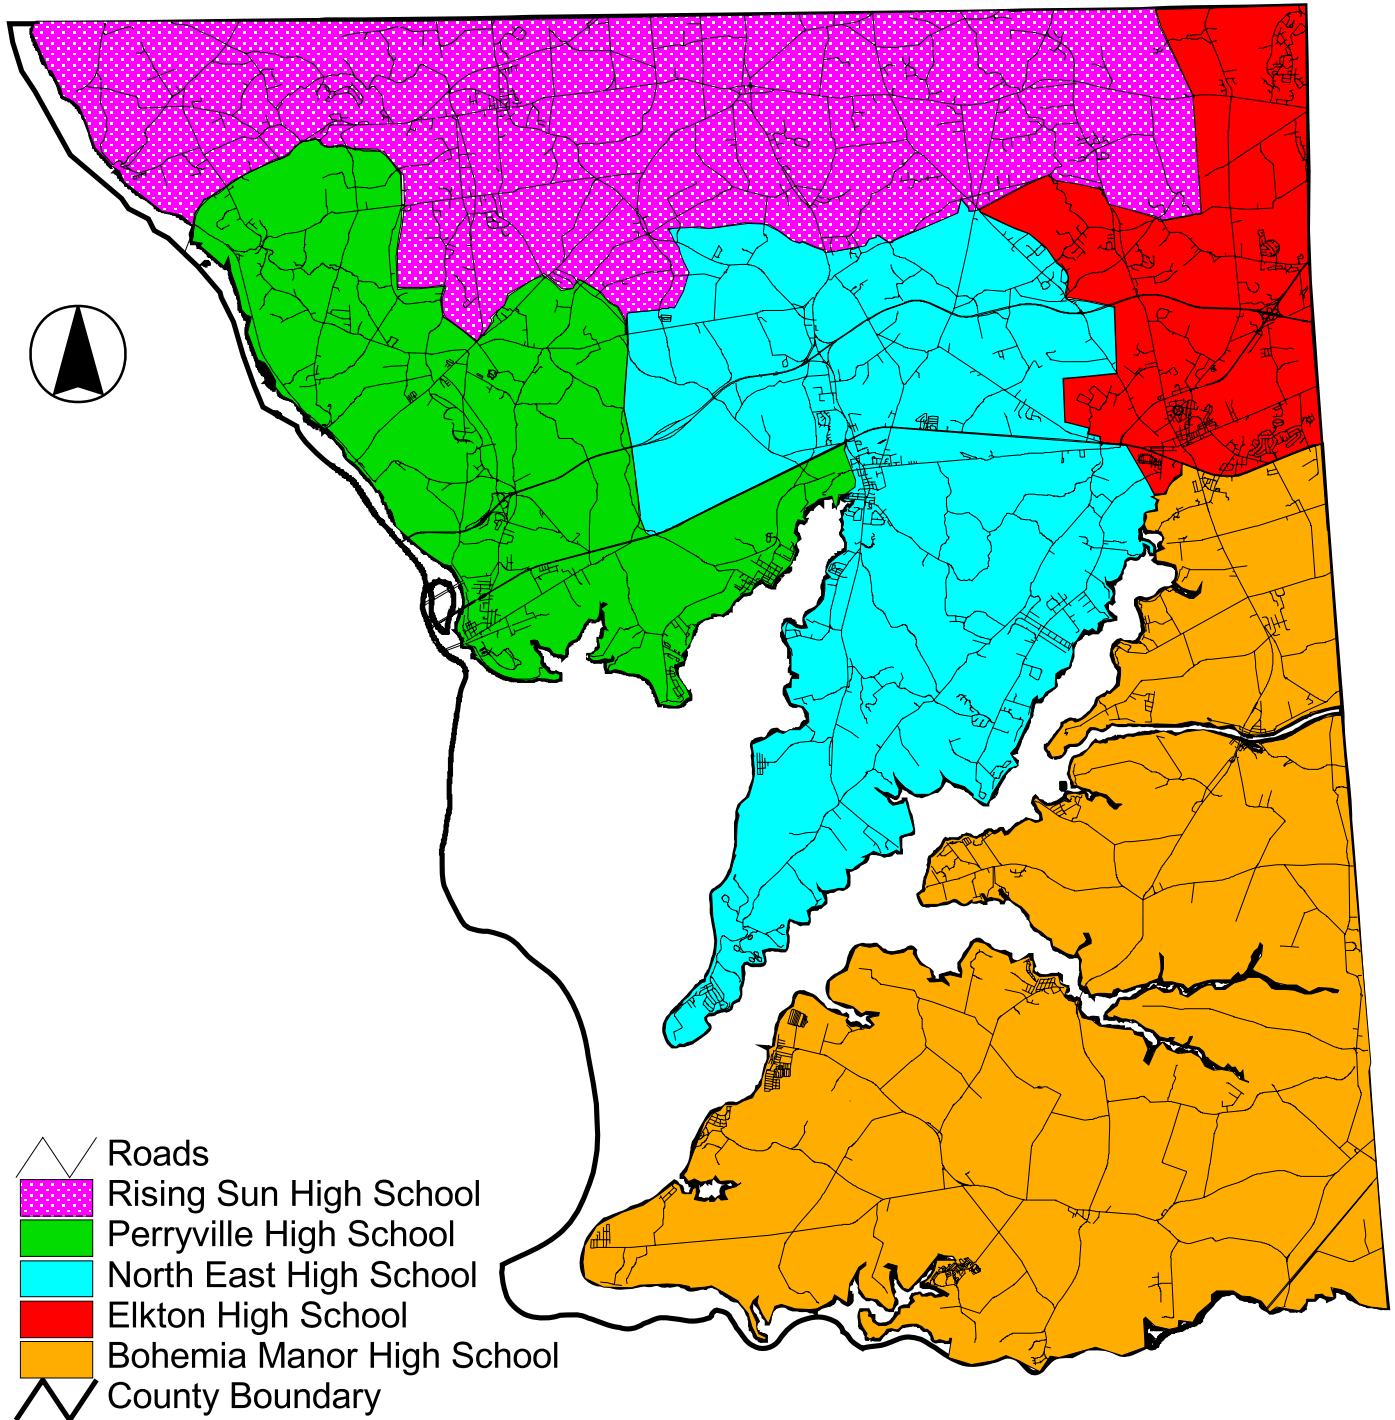 Roads
Rising Sun High School
Perryville High School
North East High School
Elkton High School
Bohemia Manor High School
County Boundary